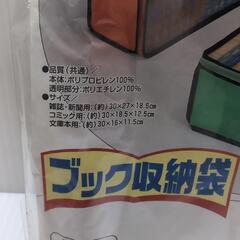 ●品質(共通)
本体:ポリプロピレン100%
透明部分:ポリエチレン100%
●サイズ
雑誌・新聞用:(約)30×27×18.5cm
コミック用:(約)30×18.5×12.5cm
文庫本用:(約)30×16×11.5cm
ブック収納袋